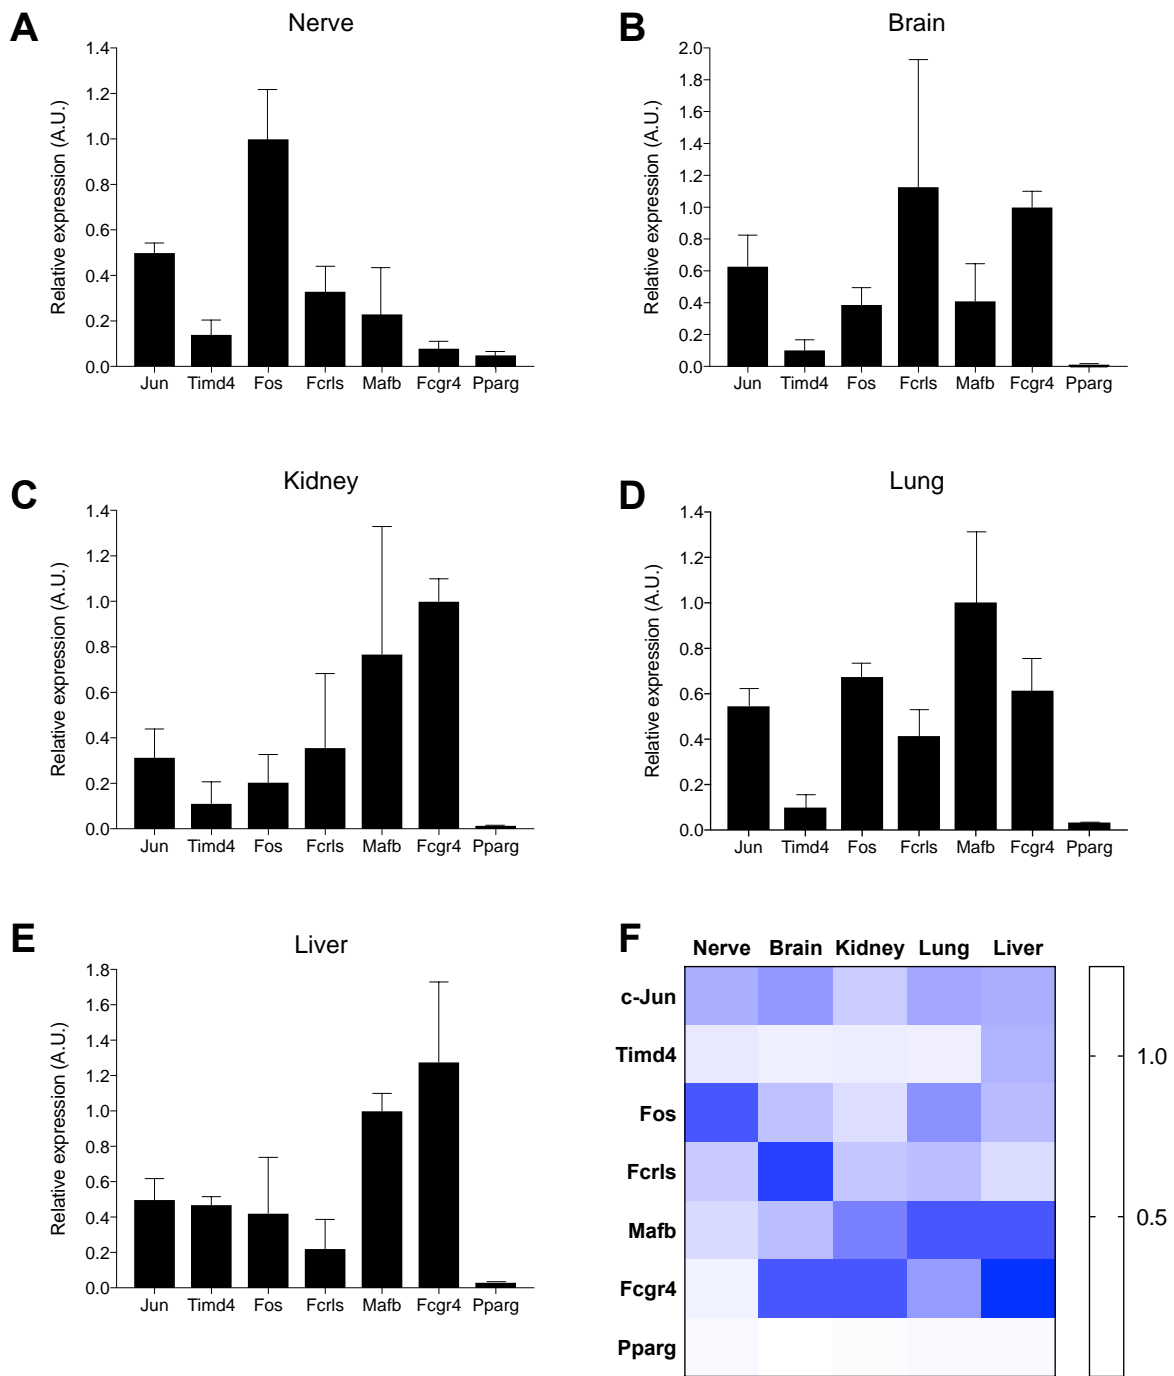 A
Nerve
Relative expression (A.U.)
1.4
1.2
1.0
0.8
0.6
0.4
0.2
0.0
Jun Timd4 Fos Fcrls Mafb Fcgr4 Pparg
B
Brain
Relative expression (A.U.)
2.0
1.8
1.6
1.4
1.2
1.0
0.8
0.6
0.4
0.2
0.0
Jun Timd4 Fos Fcrls Mafb Fcgr4 Pparg
C
Kidney
Relative expression (A.U.)
1.4
1.2
1.0
0.8
0.6
0.4
0.2
0.0
Jun Timd4 Fos Fcrls Mafb Fcgr4 Pparg
D
Lung
Relative expression (A.U.)
1.4
1.2
1.0
0.8
0.6
0.4
0.2
0.0
Jun Timd4 Fos Fcrls Mafb Fcgr4 Pparg
E
Liver
Relative expression (A.U.)
1.8
1.6
1.4
1.2
1.0
0.8
0.6
0.4
0.2
0.0
Jun Timd4 Fos Fcrls Mafb Fcgr4 Pparg
F
Nerve Brain Kidney Lung Liver
c-Jun
Timd4
Fos
Fcrls
Mafb
Fcgr4
Pparg
1.0
0.5